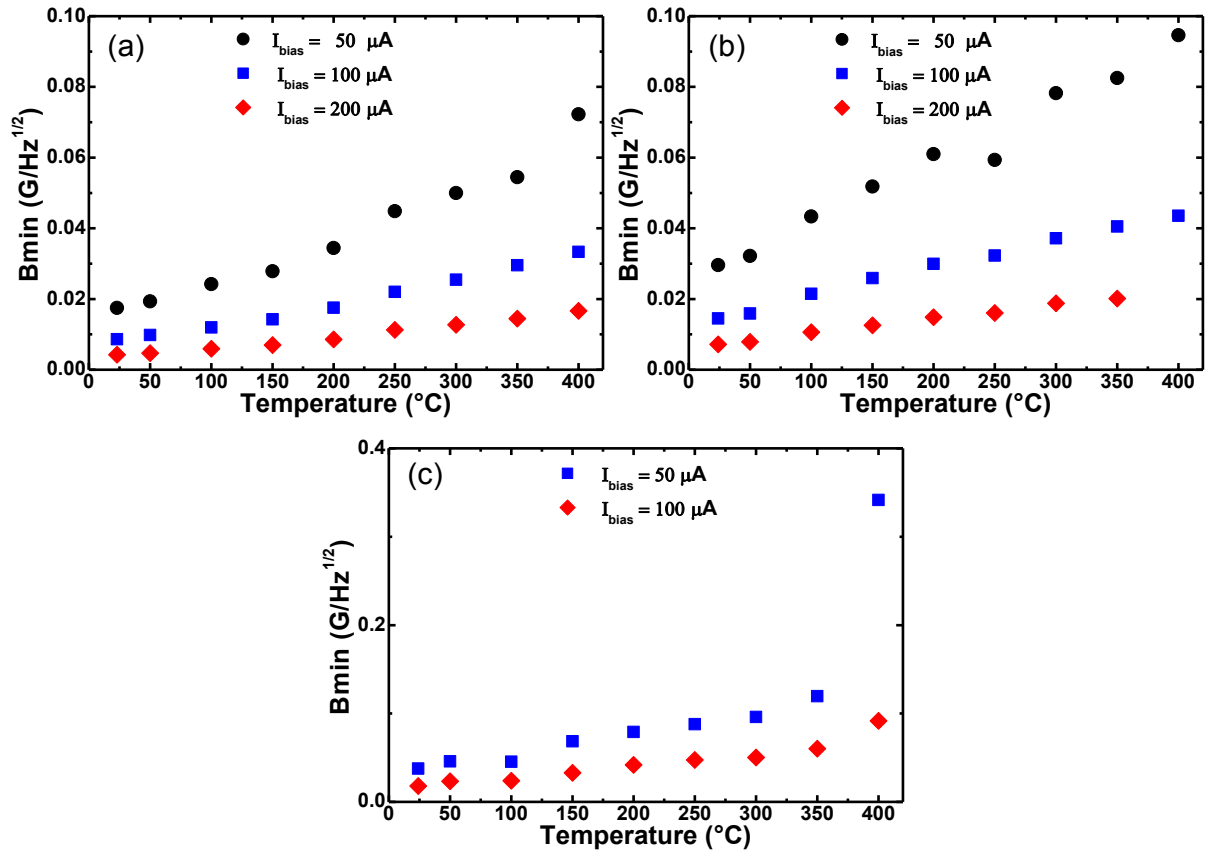 (a)
I_bias = 50 μA
I_bias = 100 μA
I_bias = 200 μA
0.10
0.08
0.06
0.04
0.02
0.00
Bmin (G/Hz^1/2)
0 50 100 150 200 250 300 350 400
Temperature (°C)
(b)
I_bias = 50 μA
I_bias = 100 μA
I_bias = 200 μA
0.10
0.08
0.06
0.04
0.02
0.00
Bmin (G/Hz^1/2)
0 50 100 150 200 250 300 350 400
Temperature (°C)
(c)
I_bias = 50 μA
I_bias = 100 μA
0.4
0.2
0.0
Bmin (G/Hz^1/2)
0 50 100 150 200 250 300 350 400
Temperature (°C)